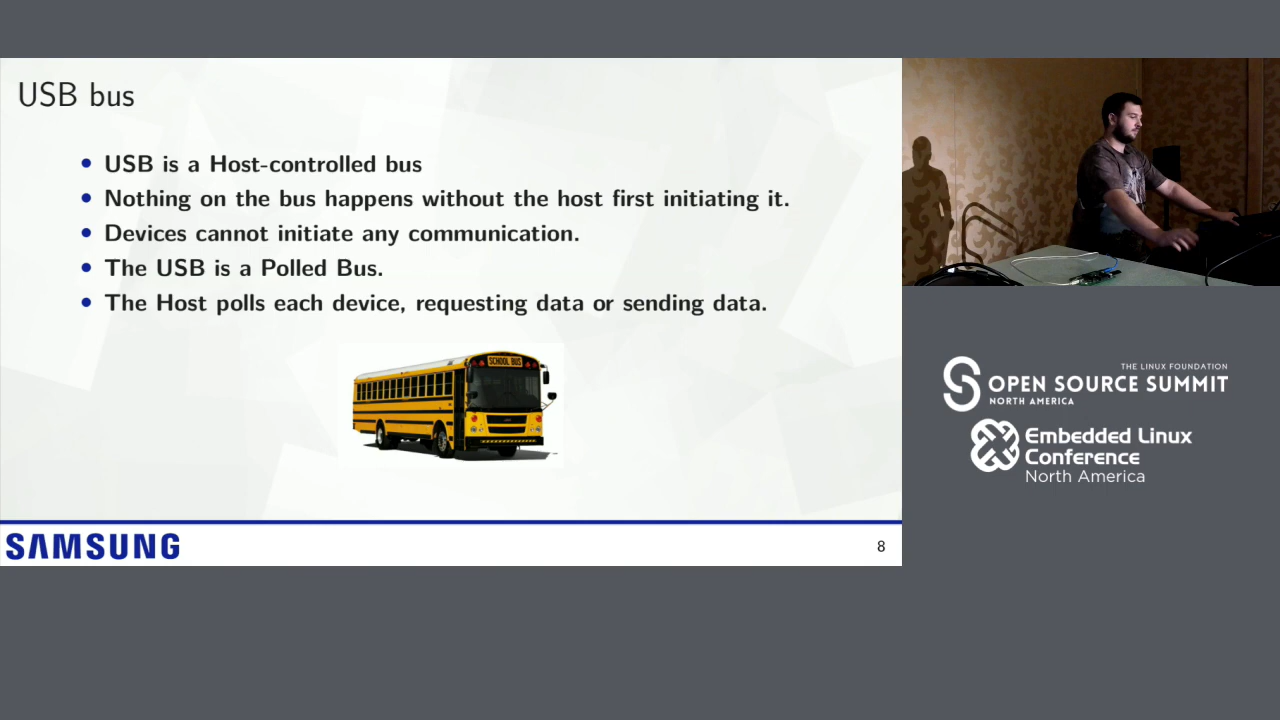 USB bus
USB is a Host-controlled bus
Nothing on the bus happens without the host first initiating it.
Devices cannot initiate any communication.
The USB is a Polled Bus.
The Host polls each device, requesting data or sending data.
SCHOOL BUS
SAMSUNG
8
THE LINUX FOUNDATION
OPEN SOURCE SUMMIT
NORTH AMERICA
Embedded Linux
Conference
North America